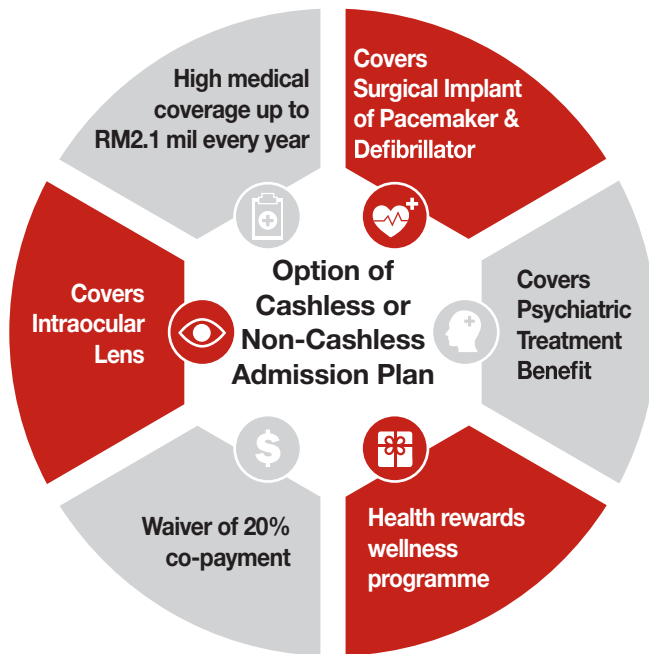 High medical
coverage up to
RM2.1 mil every year
Covers
Surgical Implant
of Pacemaker &
Defibrillator
Covers
Intraocular
Lens
Option of
Cashless or
Non-Cashless
Admission Plan
Covers
Psychiatric
Treatment
Benefit
Waiver of 20%
co-payment
Health rewards
wellness
programme